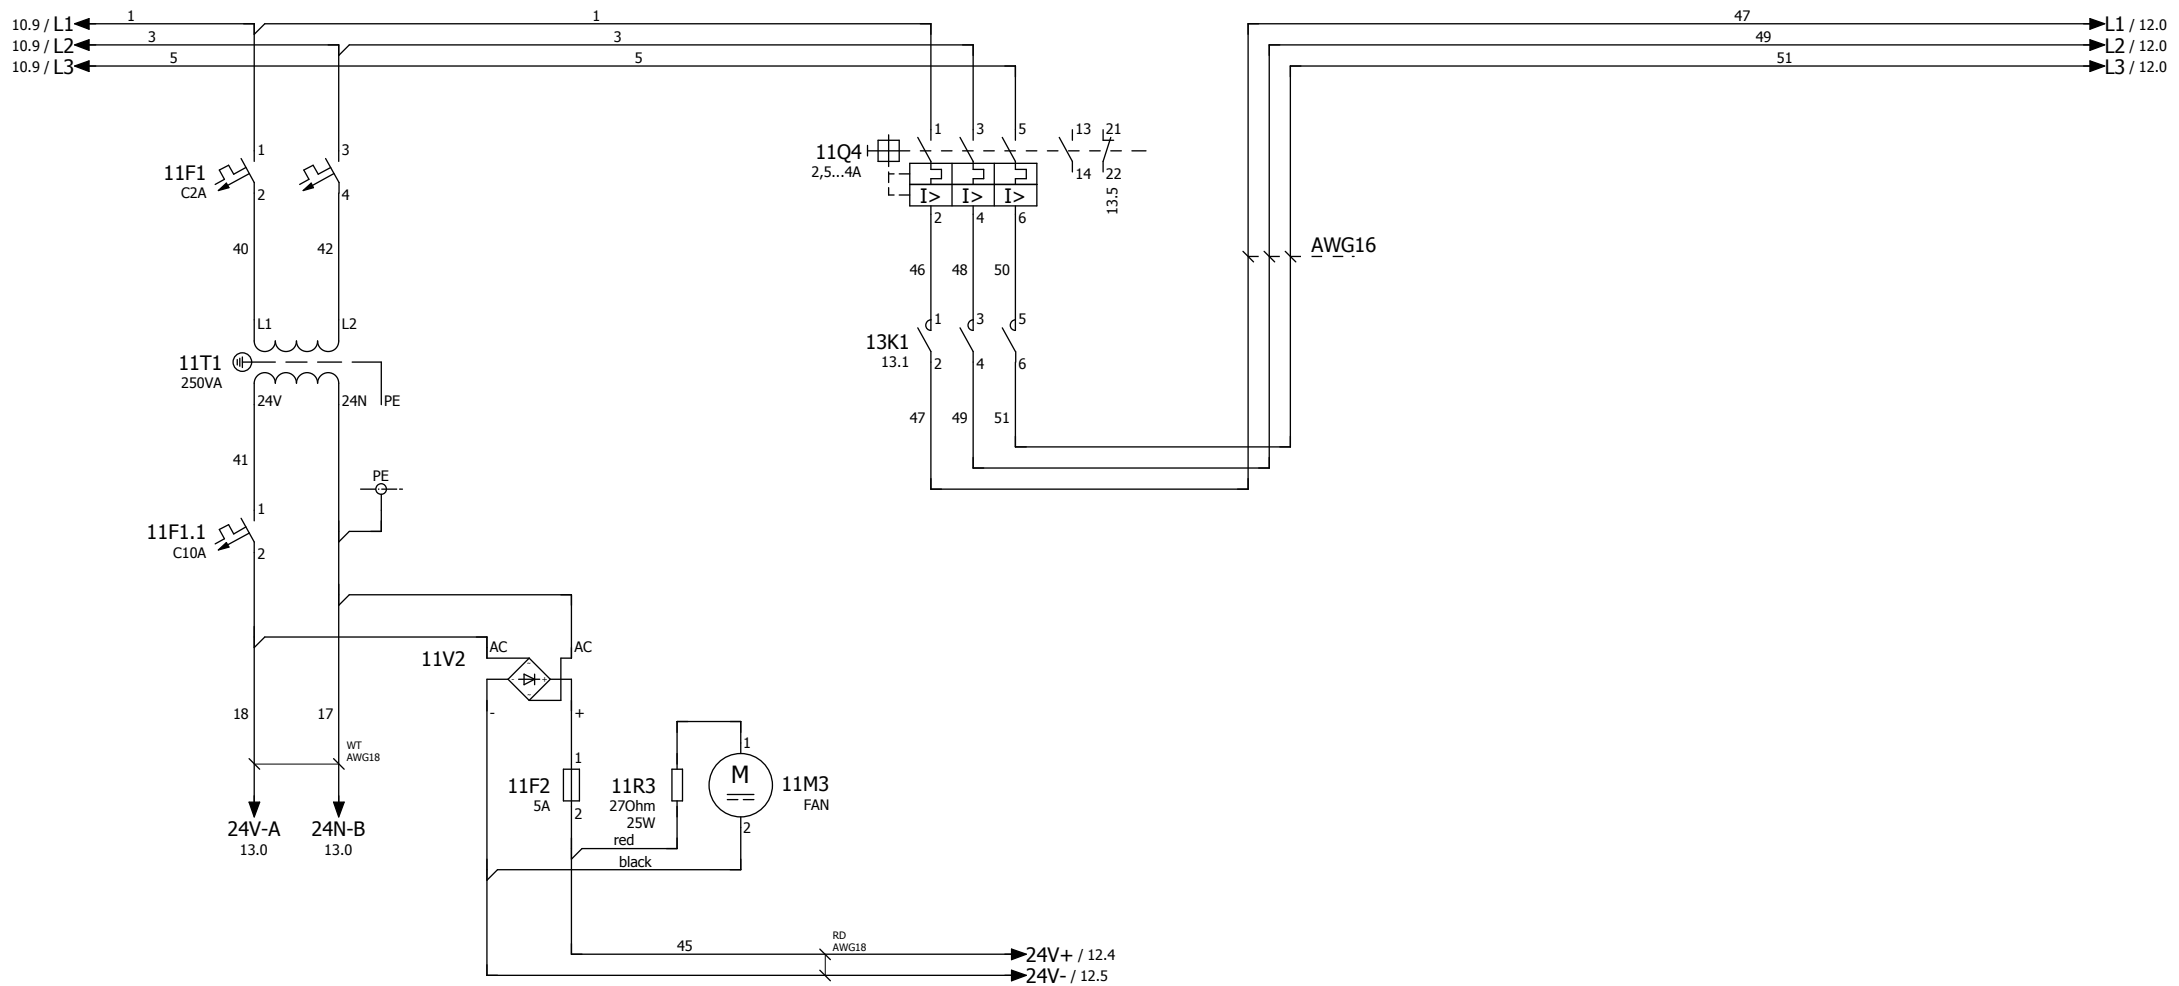 10.9 / L1 1 1 47 L1 / 12.0
10.9 / L2 3 3 49 L2 / 12.0
10.9 / L3 5 5 51 L3 / 12.0
1 3 5 13 21
11Q4
2,5...4A
14 22
I> I> I>
2 4 6
13.5
1 3
11F1
C2A
2 4
40 42
AWG16
46 48 50
L1 L2
1 3 5
13K1
13.1
2 4 6
11T1
250VA
24V 24N PE
47 49 51
41
PE
1
11F1.1
C10A
2
AC AC
11V2
- +
18 17
WT
AWG18
1
11F2
5A
2
11R3
27Ohm
25W
1
M
11M3
FAN
2
red
black
24V-A 24N-B
13.0 13.0
45
RD
AWG18
24V+ / 12.4
24V- / 12.5